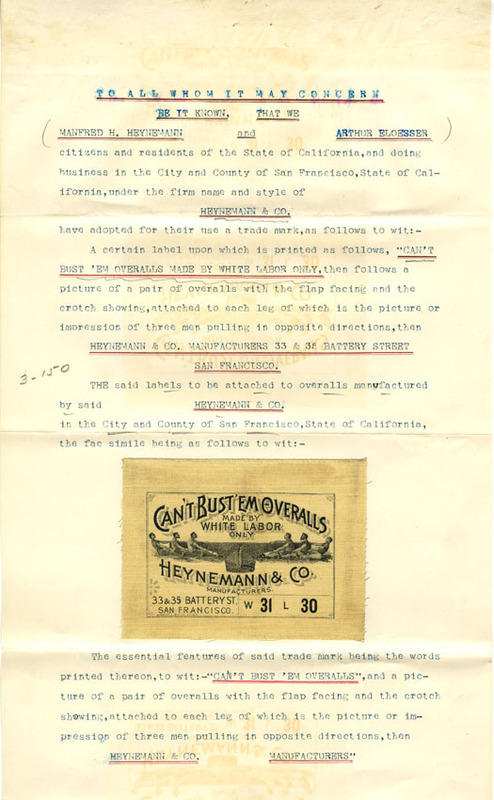 TO ALL WHOM IT MAY CONCERN
BE IT KNOWN, THAT WE
( MANFRED H. HEYNEMANN and ARTHUR ELOESSER )
citizens and residents of the State of California,and doing
business in the City and County of San Francisco,State of Cal-
ifornia,under the firm name and style of
HEYNEMANN & CO.
have adopted for their use a trade mark,as follows to wit:-
A certain label upon which is printed as follows, "CAN'T
BUST 'EM OVERALLS MADE BY WHITE LABOR ONLY,then follows a
picture of a pair of overalls with the flap facing and the
crotch showing,attached to each leg of which is the picture or
impression of three men pulling in opposite directions,then
HEYNEMANN & CO. MANUFACTURERS 33 & 35 BATTERY STREET
SAN FRANCISCO.
3-150
THE said labels to be attached to overalls manufactured
by said HEYNEMANN & CO.
in the City and County of San Francisco,State of California,
the fac simile being as follows to wit:-
CAN'T BUST 'EM OVERALLS
MADE BY
WHITE LABOR
ONLY
HEYNEMANN & CO.
MANUFACTURERS
33 & 35 BATTERY ST.
SAN FRANCISCO.
W 31 L 30
The essential features of said trade mark being the words
printed thereon,to wit:-"CAN'T BUST 'EM OVERALLS",and a pic-
ture of a pair of overalls with the flap facing and the crotch
showing,attached to each leg of which is the picture or im-
pression of three men pulling in opposite directions,then
HEYNEMANN & CO. MANUFACTURERS"